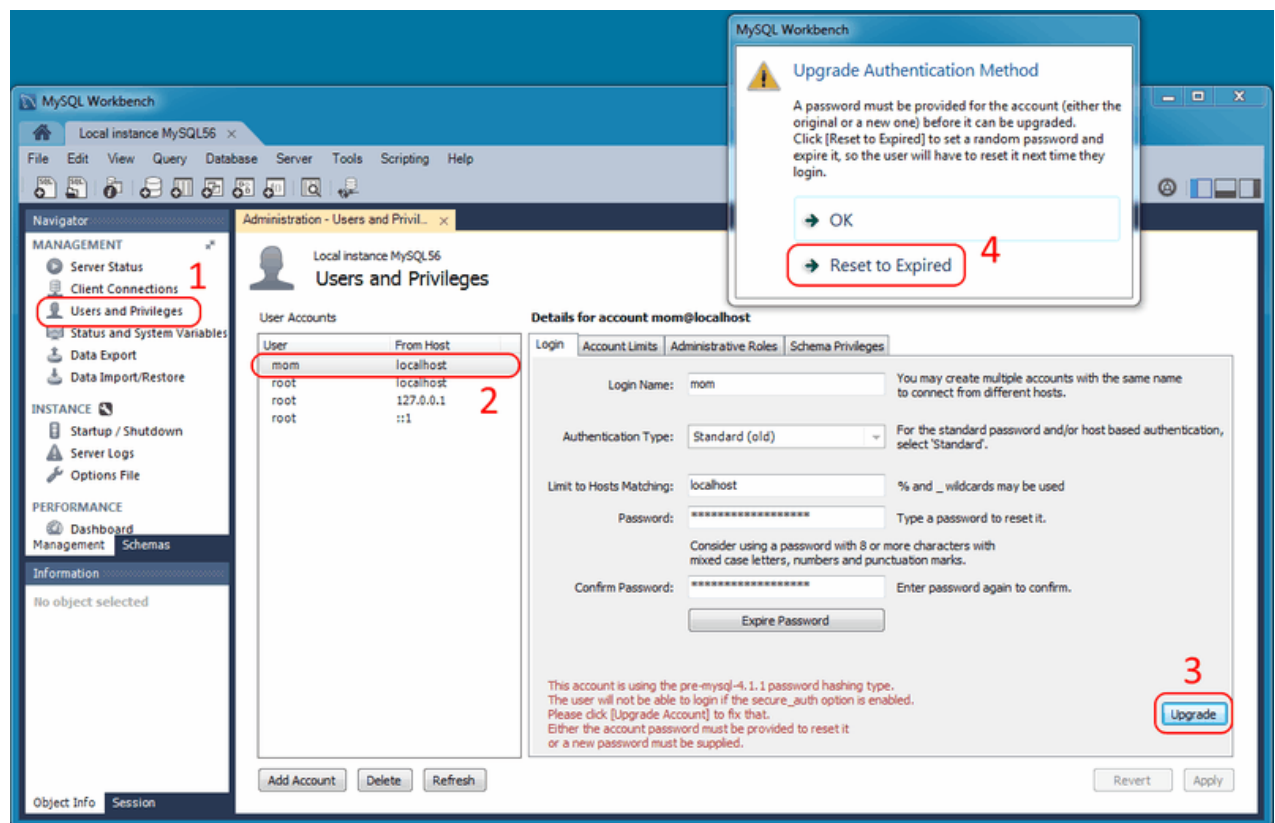 MySQL Workbench
Upgrade Authentication Method
A password must be provided for the account (either the
original or a new one) before it can be upgraded.
Click [Reset to Expired] to set a random password and
expire it, so the user will have to reset it next time they
login.
OK
Reset to Expired
4
MySQL Workbench
Local instance MySQL56
File Edit View Query Database Server Tools Scripting Help
Navigator
MANAGEMENT
Server Status
1
Client Connections
Users and Privileges
Status and System Variables
Data Export
Data Import/Restore
INSTANCE
Startup / Shutdown
Server Logs
Options File
PERFORMANCE
Dashboard
Management Schemas
Information
No object selected
Object Info Session
Administration - Users and Privil..
Local instance MySQL56
Users and Privileges
User Accounts
User From Host
mom localhost
root localhost
root 127.0.0.1
root ::1
2
Add Account Delete Refresh
Details for account mom@localhost
Login Account Limits Administrative Roles Schema Privileges
Login Name: mom
You may create multiple accounts with the same name
to connect from different hosts.
Authentication Type: Standard (old)
For the standard password and/or host based authentication,
select 'Standard'.
Limit to Hosts Matching: localhost % and _ wildcards may be used
Password: ****************** Type a password to reset it.
Consider using a password with 8 or more characters with
mixed case letters, numbers and punctuation marks.
Confirm Password: ****************** Enter password again to confirm.
Expire Password
This account is using the pre-mysql-4.1.1 password hashing type.
The user will not be able to login if the secure_auth option is enabled.
Please click [Upgrade Account] to fix that.
Either the account password must be provided to reset it
or a new password must be supplied.
3
Upgrade
Revert Apply